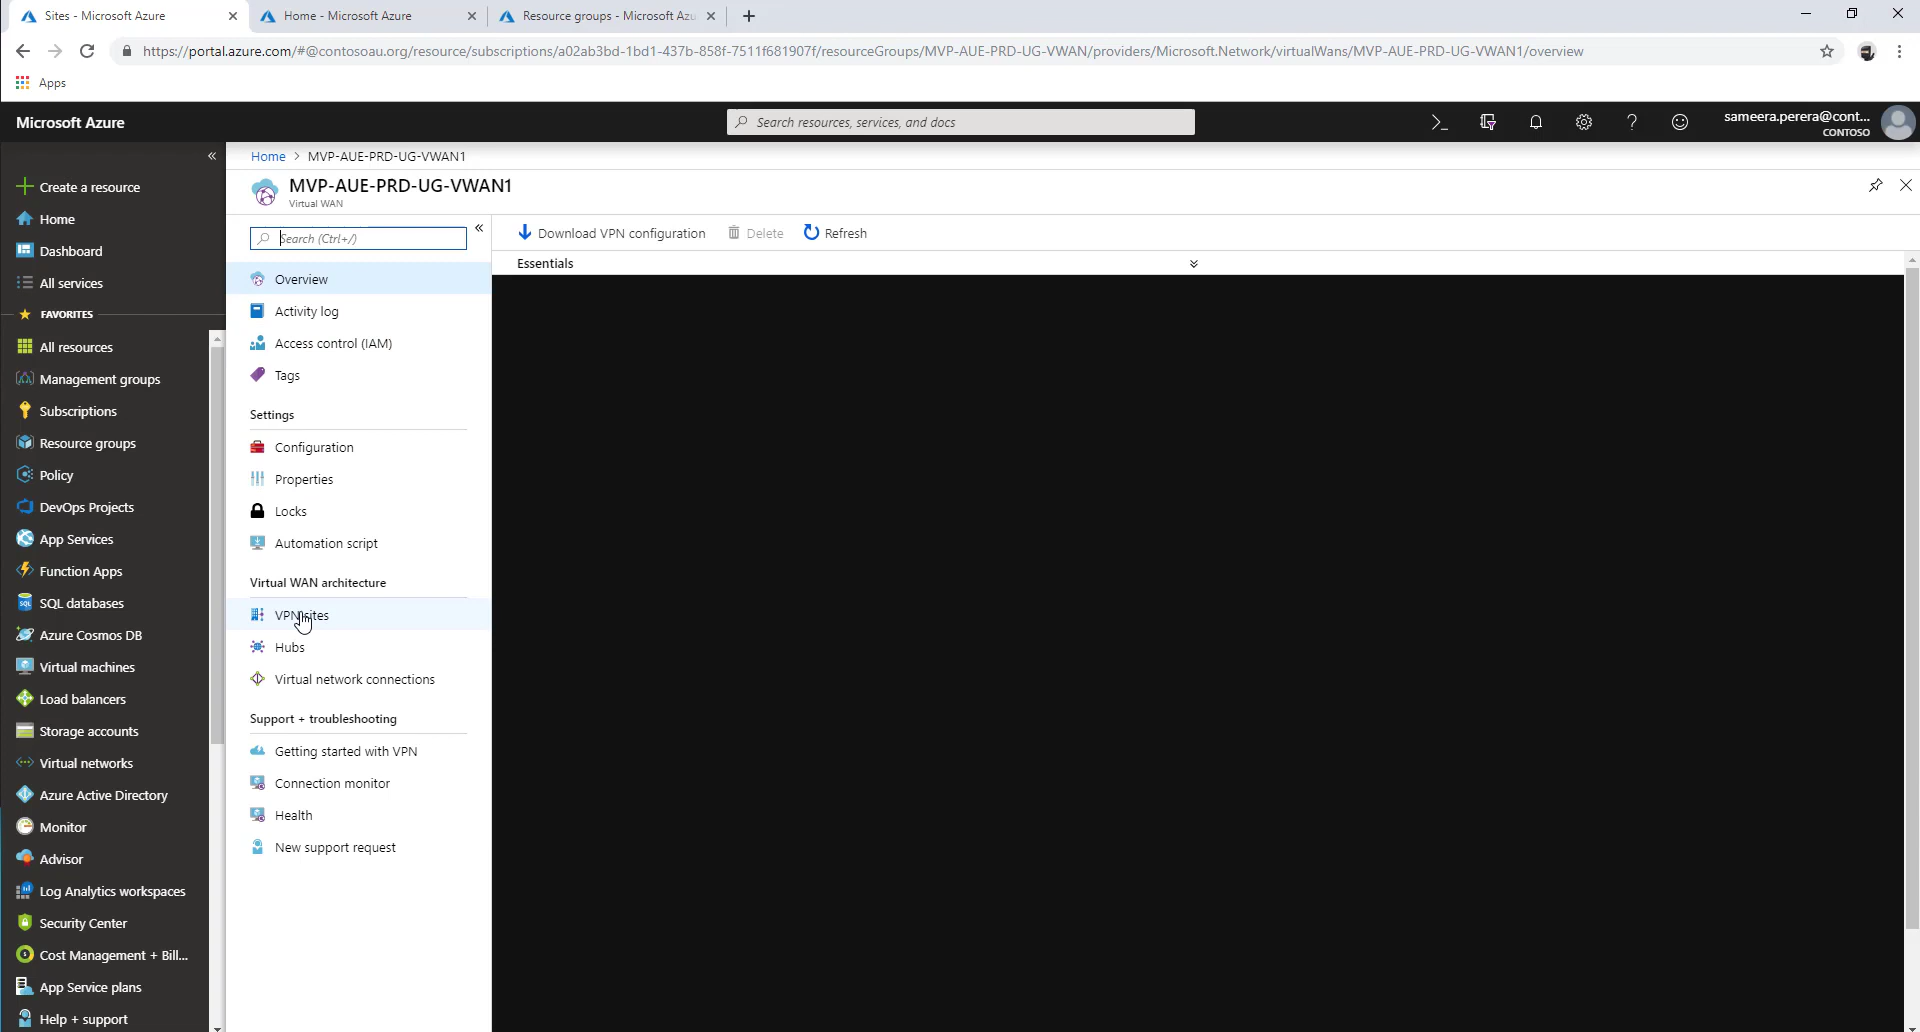 Sites - Microsoft Azure
Home - Microsoft Azure
Resource groups - Microsoft Azu
https://portal.azure.com/#@contosoau.org/resource/subscriptions/a02ab3bd-1bd1-437b-858f-7511f681907f/resourceGroups/MVP-AUE-PRD-UG-VWAN/providers/Microsoft.Network/virtualWans/MVP-AUE-PRD-UG-VWAN1/overview
Apps
Microsoft Azure
Search resources, services, and docs
sameera.perera@cont...
CONTOSO
Create a resource
Home
Dashboard
All services
FAVORITES
All resources
Management groups
Subscriptions
Resource groups
Policy
DevOps Projects
App Services
Function Apps
SQL databases
Azure Cosmos DB
Virtual machines
Load balancers
Storage accounts
Virtual networks
Azure Active Directory
Monitor
Advisor
Log Analytics workspaces
Security Center
Cost Management + Bill...
App Service plans
Help + support
Home > MVP-AUE-PRD-UG-VWAN1
MVP-AUE-PRD-UG-VWAN1
Virtual WAN
Search (Ctrl+/)
Overview
Activity log
Access control (IAM)
Tags
Settings
Configuration
Properties
Locks
Automation script
Virtual WAN architecture
VPN sites
Hubs
Virtual network connections
Support + troubleshooting
Getting started with VPN
Connection monitor
Health
New support request
Download VPN configuration
Delete
Refresh
Essentials